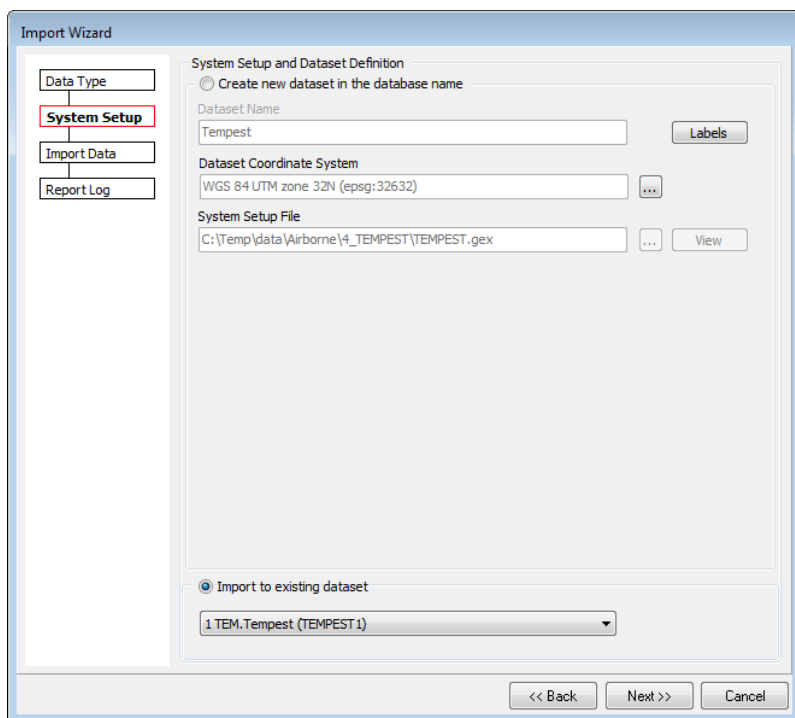 Import Wizard
Data Type
System Setup
Import Data
Report Log
System Setup and Dataset Definition
Create new dataset in the database name
Dataset Name
Tempest
Labels
Dataset Coordinate System
WGS 84 UTM zone 32N (epsg:32632)
...
System Setup File
C:\Temp\data\Airborne\4_TEMPEST\TEMPEST.gex
...
View
Import to existing dataset
1 TEM.Tempest (TEMPEST1)
<< Back
Next >>
Cancel